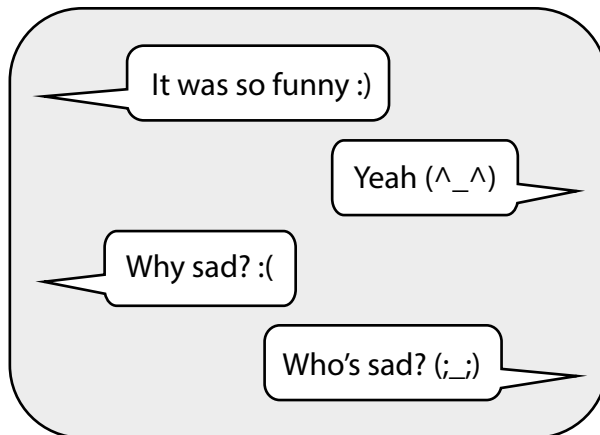 It was so funny :)
Yeah (^_^)
Why sad? :(
Who's sad? (;_;)